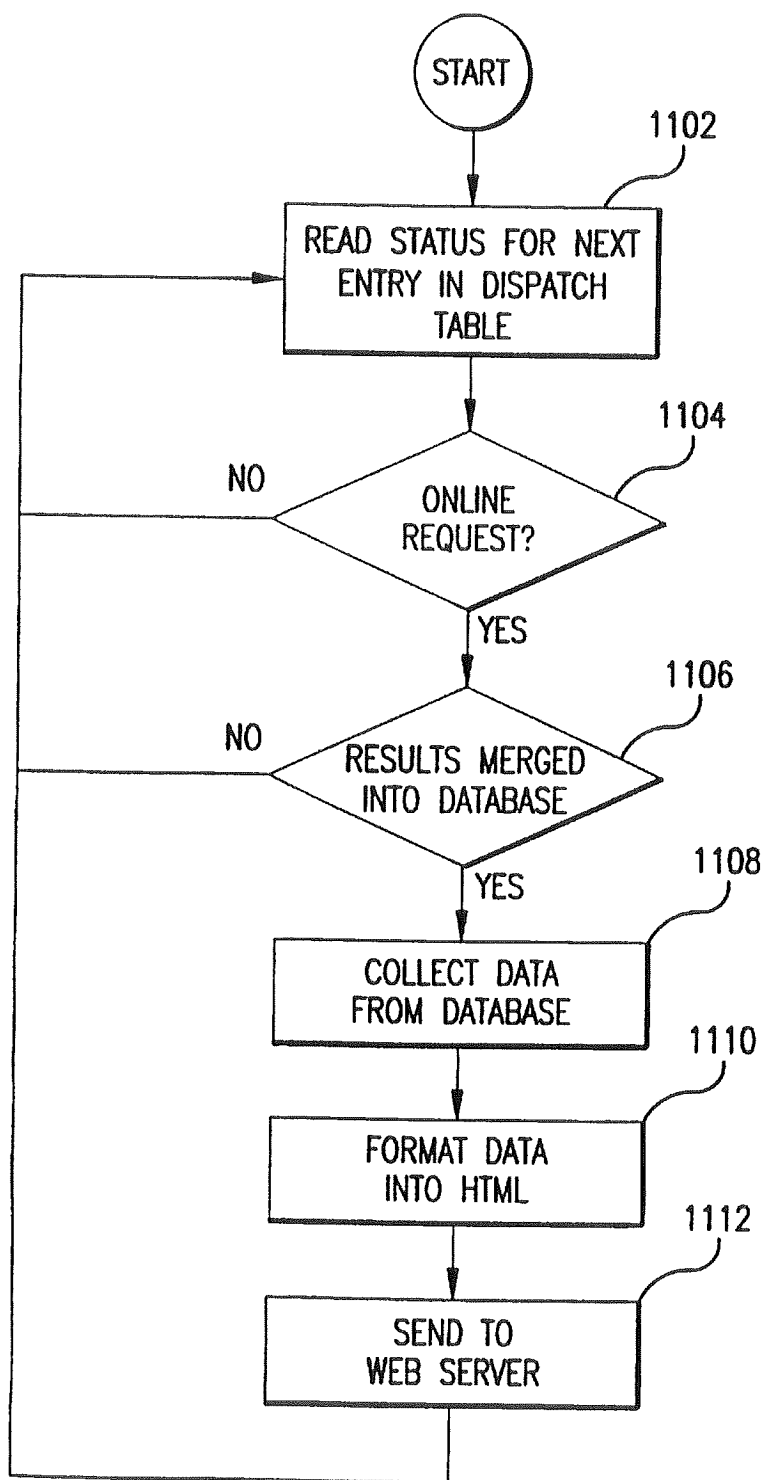 START
1102
READ STATUS FOR NEXT
ENTRY IN DISPATCH
TABLE
1104
NO
ONLINE
REQUEST?
YES
1106
NO
RESULTS MERGED
INTO DATABASE
YES
1108
COLLECT DATA
FROM DATABASE
1110
FORMAT DATA
INTO HTML
1112
SEND TO
WEB SERVER